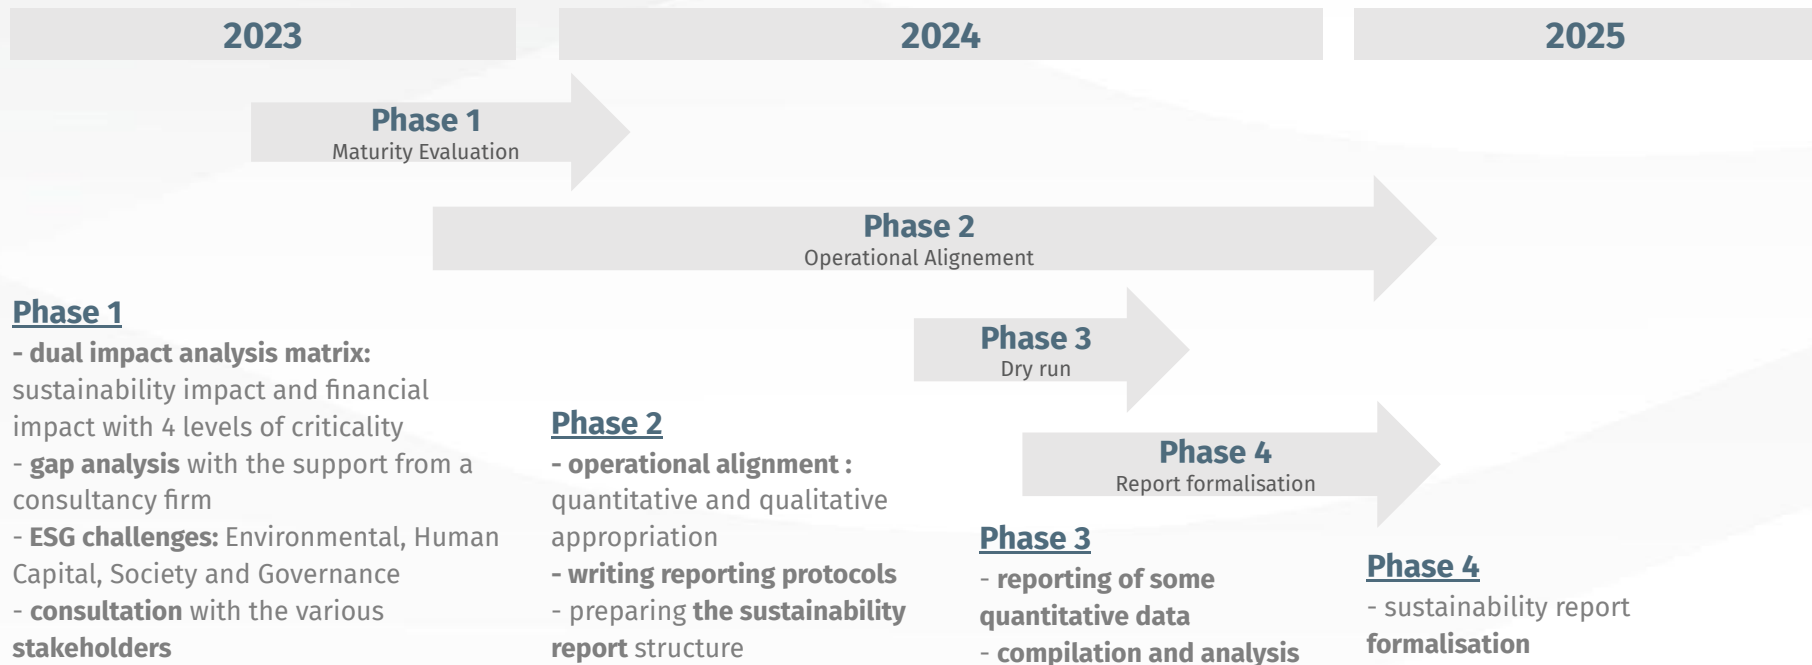 2023
2024
2025
Phase 1
Maturity Evaluation
Phase 2
Operational Alignement
Phase 3
Dry run
Phase 4
Report formalisation
Phase 1
- dual impact analysis matrix:
sustainability impact and financial
impact with 4 levels of criticality
- gap analysis with the support from a
consultancy firm
- ESG challenges: Environmental, Human
Capital, Society and Governance
- consultation with the various
stakeholders
Phase 2
- operational alignment :
quantitative and qualitative
appropriation
- writing reporting protocols
- preparing the sustainability
report structure
Phase 3
- reporting of some
quantitative data
- compilation and analysis
Phase 4
- sustainability report
formalisation